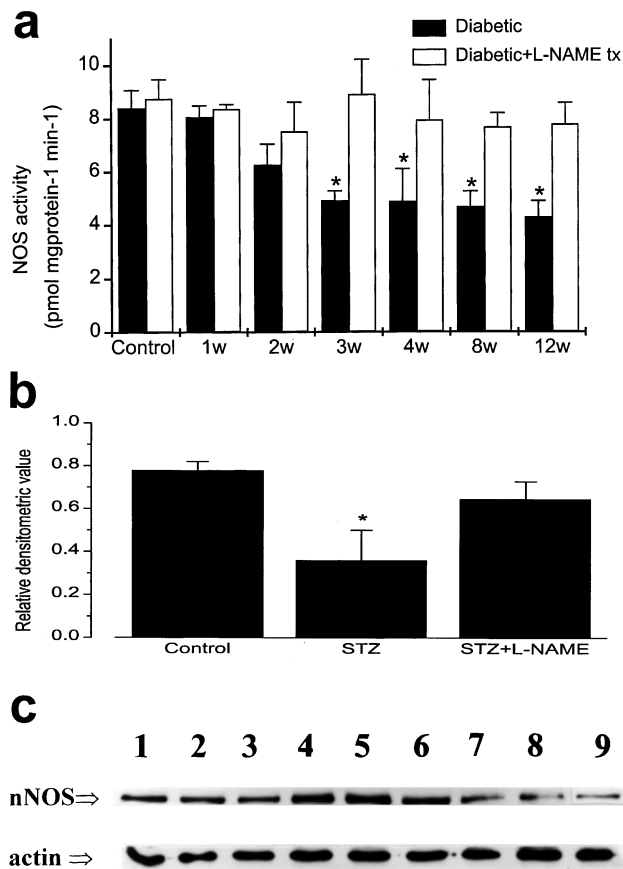 a
Diabetic
Diabetic+L-NAME tx
NOS activity
(pmol mgprotein-1 min-1)
10
8
6
4
2
0
* * * *
Control 1w 2w 3w 4w 8w 12w
b
Relative densitometric value
1.0
0.8
0.6
0.4
0.2
0.0
*
Control STZ STZ+L-NAME
c
1 2 3 4 5 6 7 8 9
nNOS⇒
actin ⇒